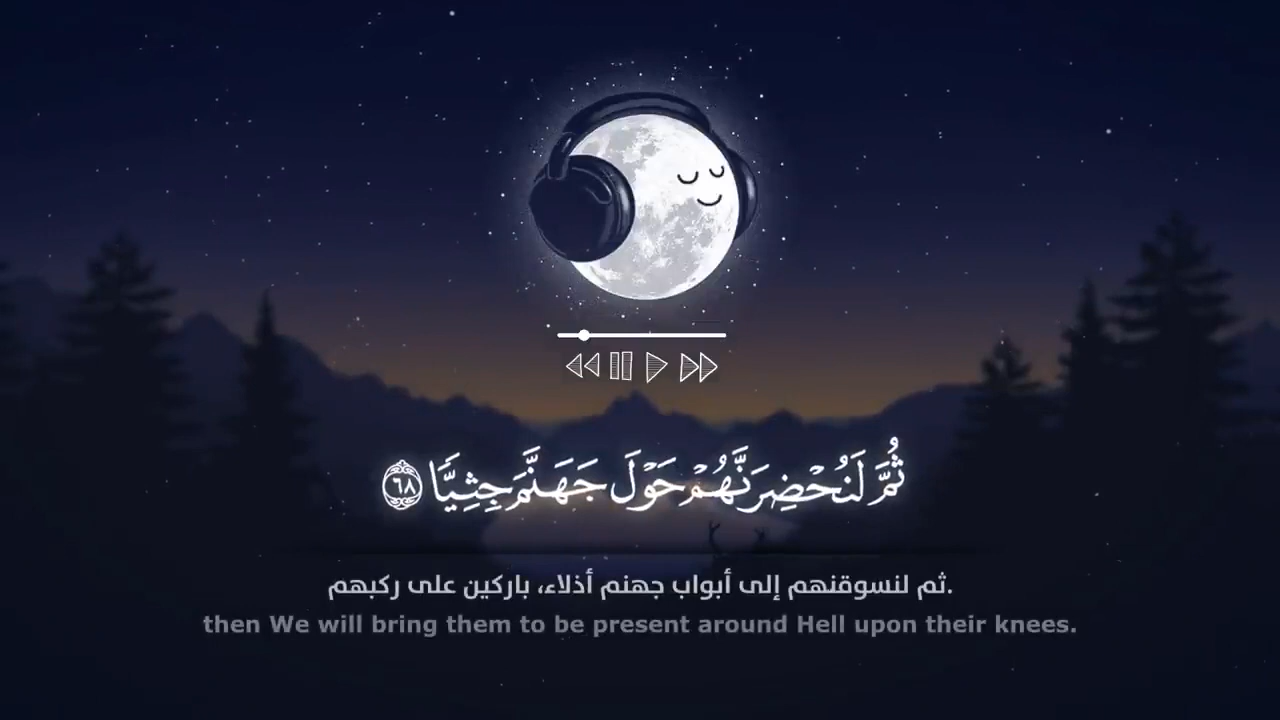 ثُمَّ لَنُحْضِرَنَّهُمْ حَوْلَ جَهَنَّمَ جِثِيًّا ٦٨
ثم لنسوقنهم إلى أبواب جهنم أذلاء، باركين على ركبهم.
then We will bring them to be present around Hell upon their knees.